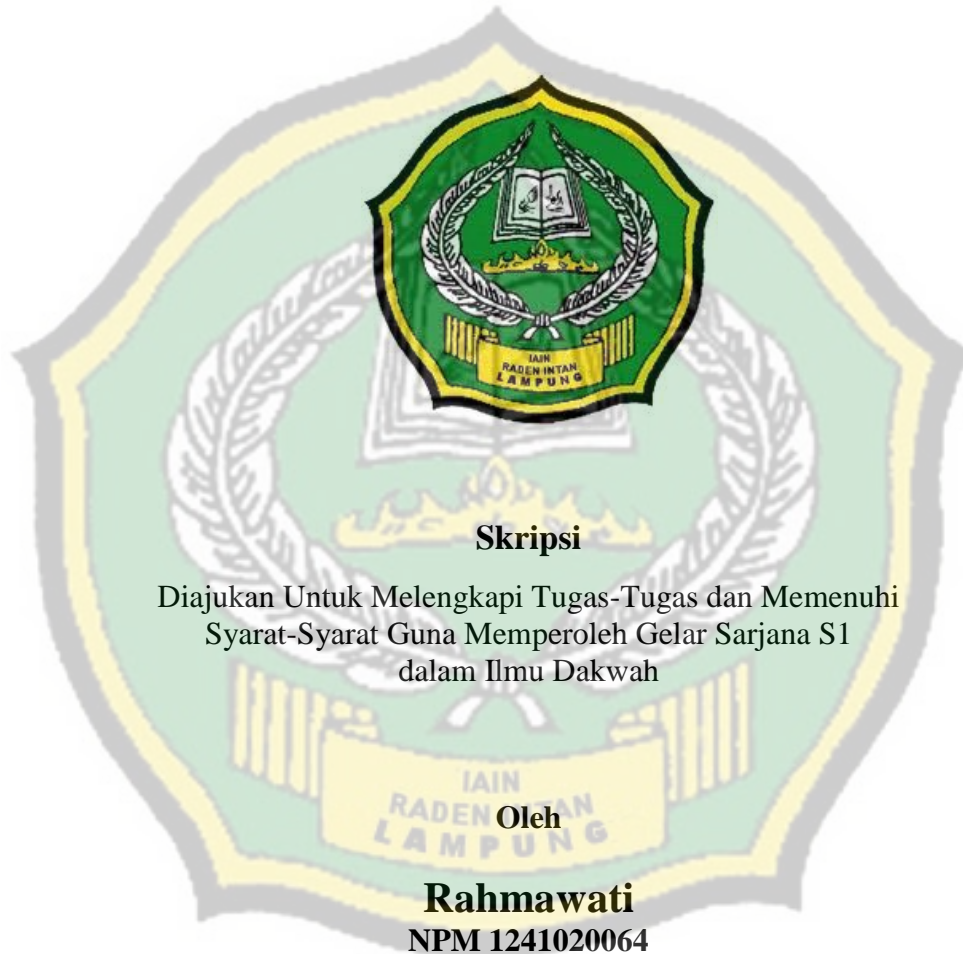 IAIN
RADEN INTAN
LAMPUNG
Skripsi
Diajukan Untuk Melengkapi Tugas-Tugas dan Memenuhi
Syarat-Syarat Guna Memperoleh Gelar Sarjana S1
dalam Ilmu Dakwah
IAIN
RADEN INTAN
LAMPUNG
Oleh
Rahmawati
NPM 1241020064